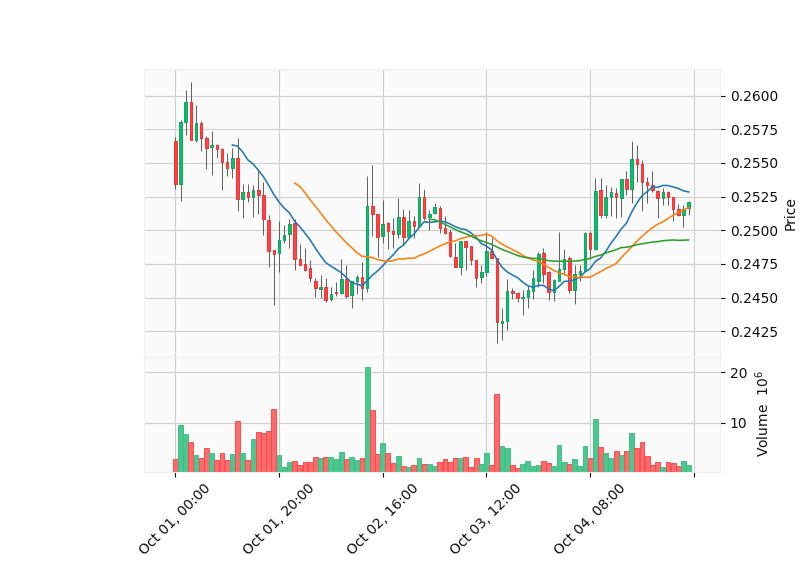 0.2600
0.2575
0.2550
0.2525
0.2500
0.2475
0.2450
0.2425
Price
20
10
Volume 10^6
Oct 01, 00:00
Oct 01, 20:00
Oct 02, 16:00
Oct 03, 12:00
Oct 04, 08:00